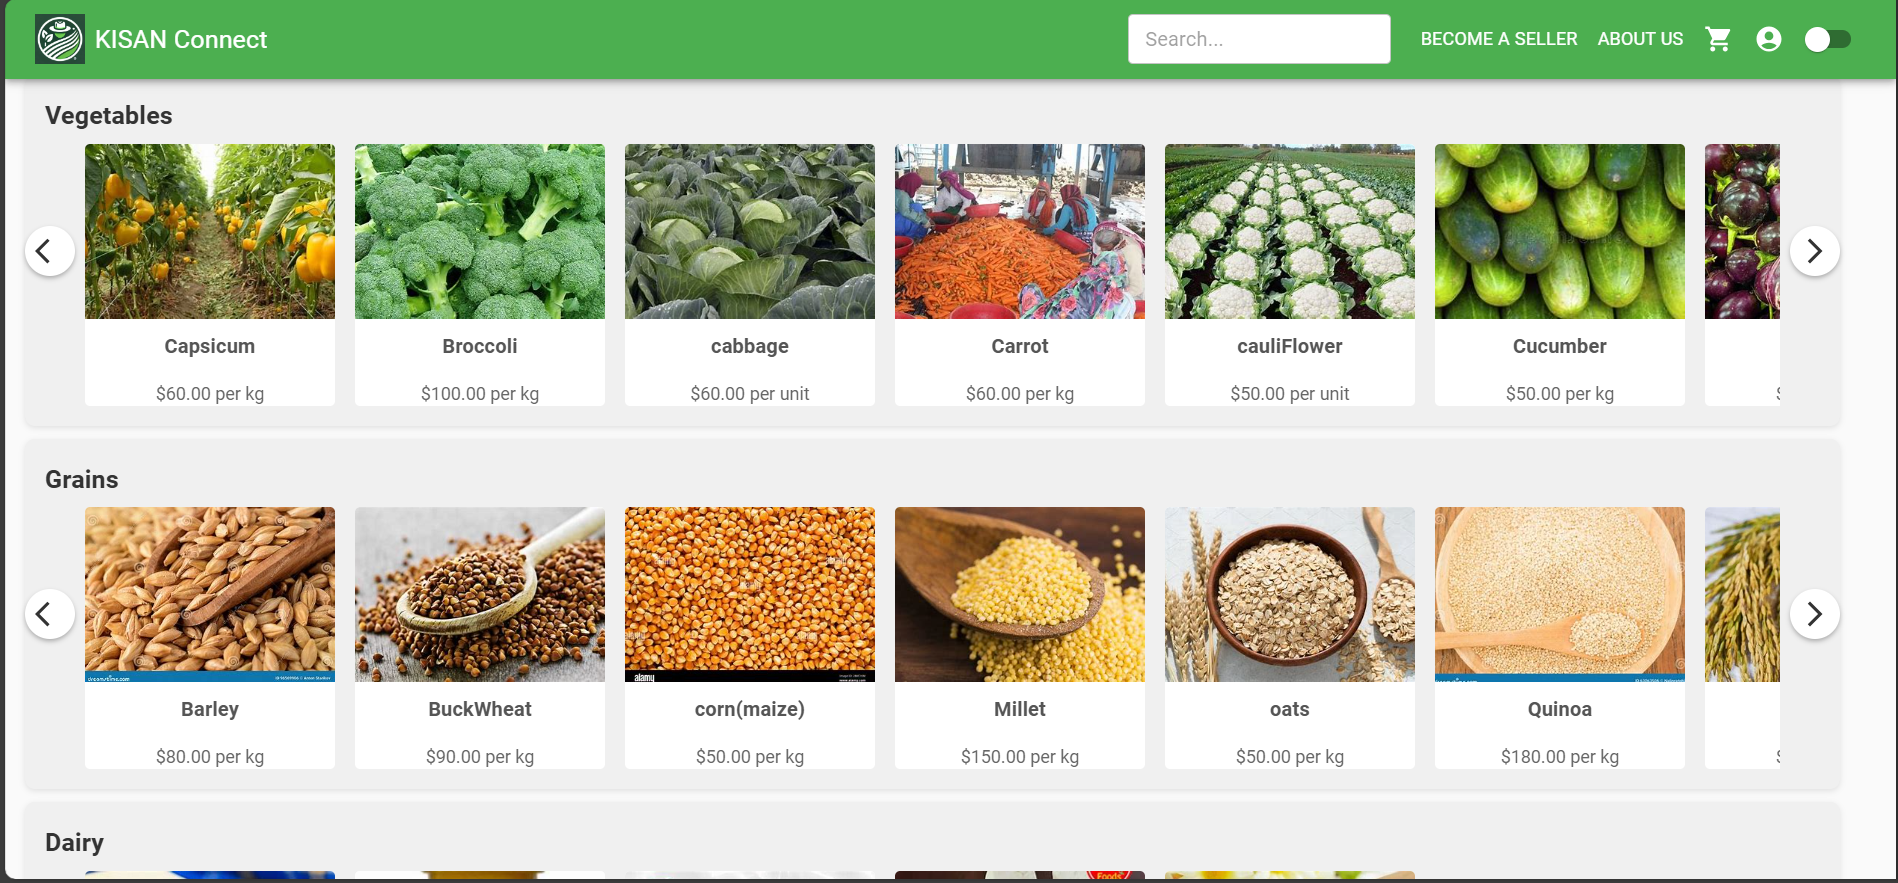 KISAN Connect
Search...
BECOME A SELLER
ABOUT US
Vegetables
Capsicum
Broccoli
cabbage
Carrot
cauliFlower
Cucumber
$60.00 per kg
$100.00 per kg
$60.00 per unit
$60.00 per kg
$50.00 per unit
$50.00 per kg
Grains
dreamstime.com
alamy
Barley
BuckWheat
corn(maize)
Millet
oats
Quinoa
$80.00 per kg
$90.00 per kg
$50.00 per kg
$150.00 per kg
$50.00 per kg
$180.00 per kg
Dairy
Foods